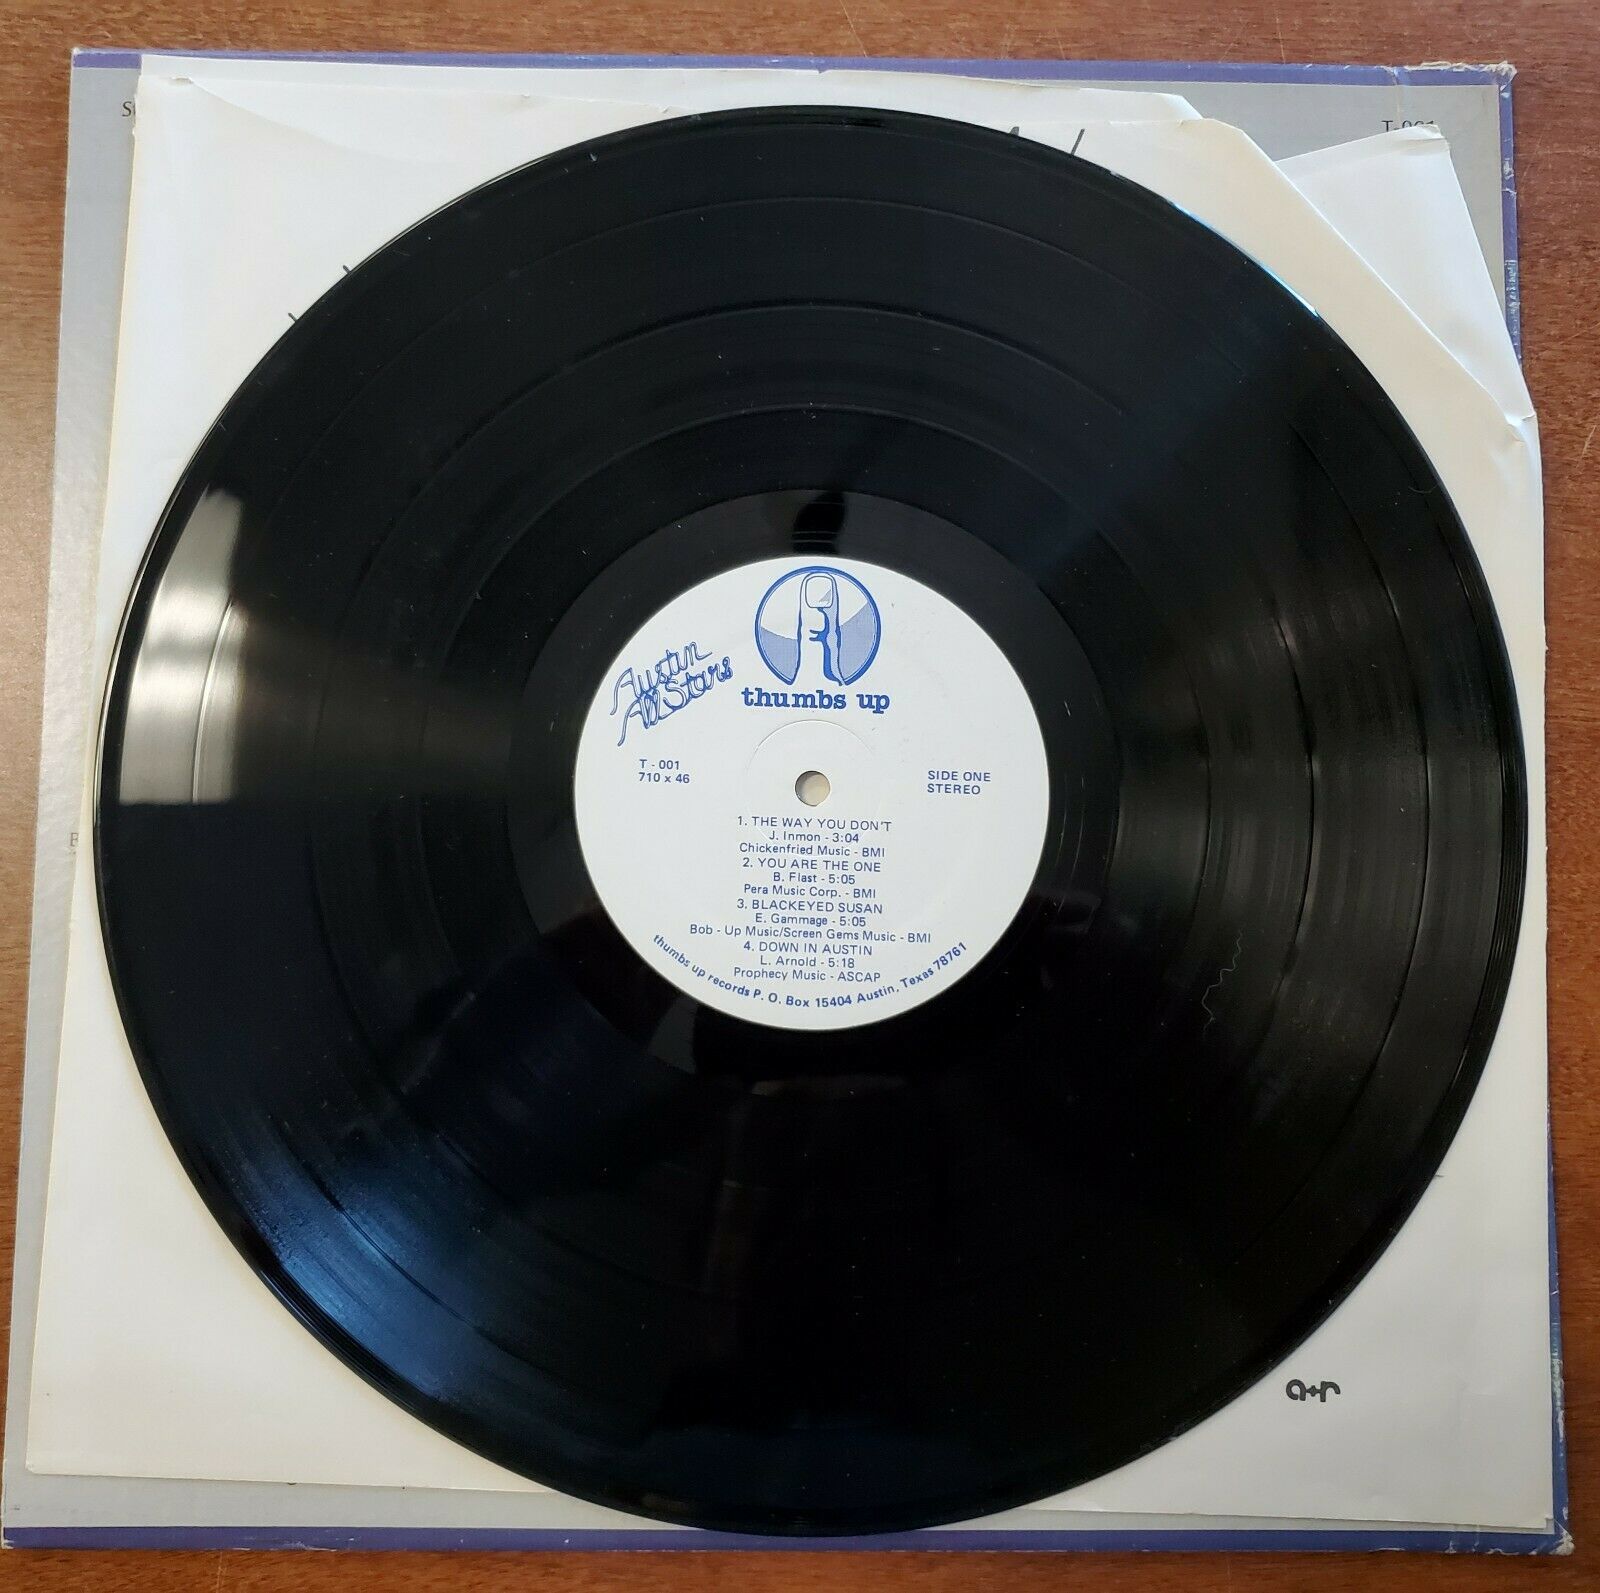 T-001
Austin
All Stars
thumbs up
T - 001
710 x 46
SIDE ONE
STEREO
1. THE WAY YOU DON'T
J. Inmon - 3:04
Chickenfried Music - BMI
2. YOU ARE THE ONE
B. Flast - 5:05
Pera Music Corp. - BMI
3. BLACKEYED SUSAN
E. Gammage - 5:05
Bob - Up Music/Screen Gems Music - BMI
4. DOWN IN AUSTIN
L. Arnold - 5:18
Prophecy Music - ASCAP
thumbs up records P. O. Box 15404 Austin, Texas 78761
a+r